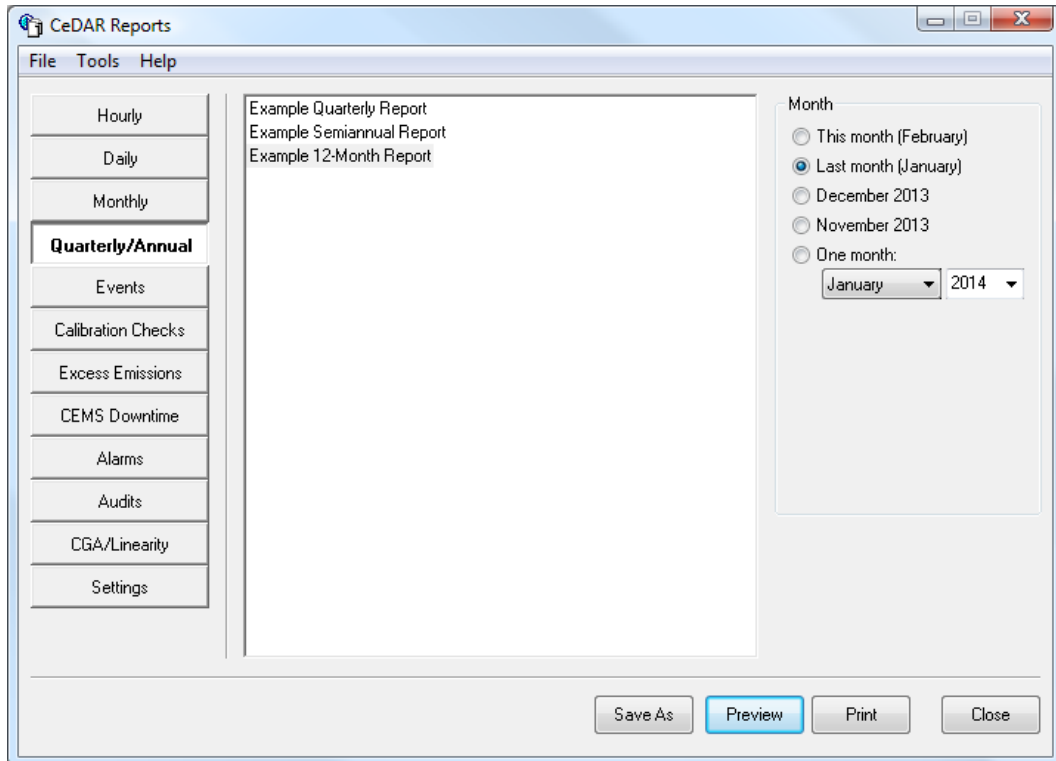 CeDAR Reports
File Tools Help
Hourly
Daily
Monthly
Quarterly/Annual
Events
Calibration Checks
Excess Emissions
CEMS Downtime
Alarms
Audits
CGA/Linearity
Settings
Example Quarterly Report
Example Semiannual Report
Example 12-Month Report
Month
This month (February)
Last month (January)
December 2013
November 2013
One month:
January 2014
Save As Preview Print Close